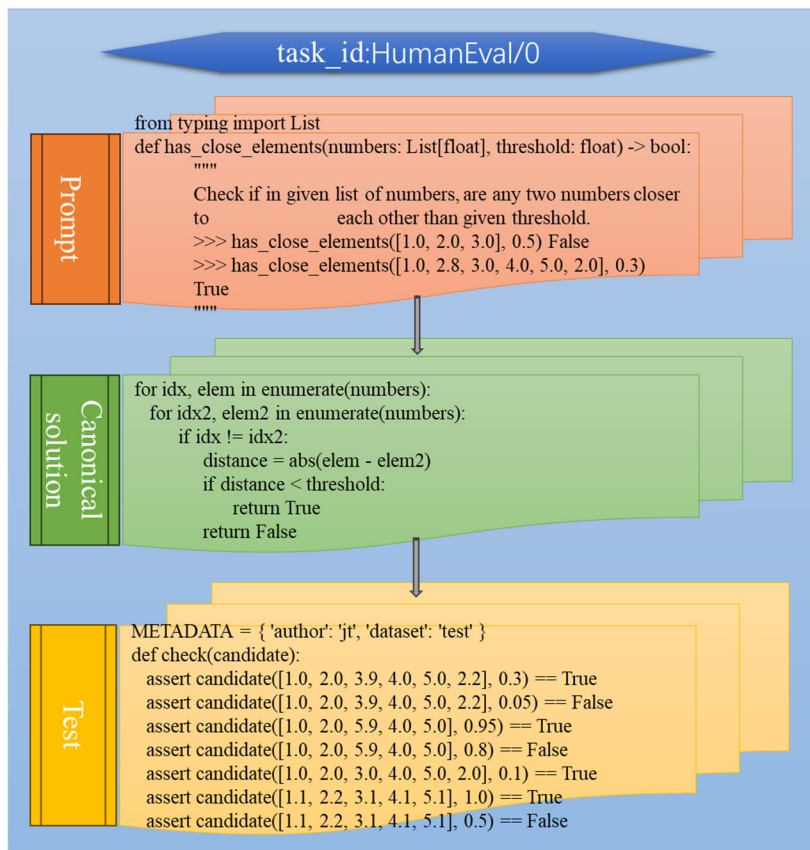 task_id:HumanEval/0
Prompt
from typing import List
def has_close_elements(numbers: List[float], threshold: float) -> bool:
"""
Check if in given list of numbers, are any two numbers closer
to each other than given threshold.
>>> has_close_elements([1.0, 2.0, 3.0], 0.5) False
>>> has_close_elements([1.0, 2.8, 3.0, 4.0, 5.0, 2.0], 0.3)
True
"""
Canonical
solution
for idx, elem in enumerate(numbers):
for idx2, elem2 in enumerate(numbers):
if idx != idx2:
distance = abs(elem - elem2)
if distance < threshold:
return True
return False
Test
METADATA = { 'author': 'jt', 'dataset': 'test' }
def check(candidate):
assert candidate([1.0, 2.0, 3.9, 4.0, 5.0, 2.2], 0.3) == True
assert candidate([1.0, 2.0, 3.9, 4.0, 5.0, 2.2], 0.05) == False
assert candidate([1.0, 2.0, 5.9, 4.0, 5.0], 0.95) == True
assert candidate([1.0, 2.0, 5.9, 4.0, 5.0], 0.8) == False
assert candidate([1.0, 2.0, 3.0, 4.0, 5.0, 2.0], 0.1) == True
assert candidate([1.1, 2.2, 3.1, 4.1, 5.1], 1.0) == True
assert candidate([1.1, 2.2, 3.1, 4.1, 5.1], 0.5) == False